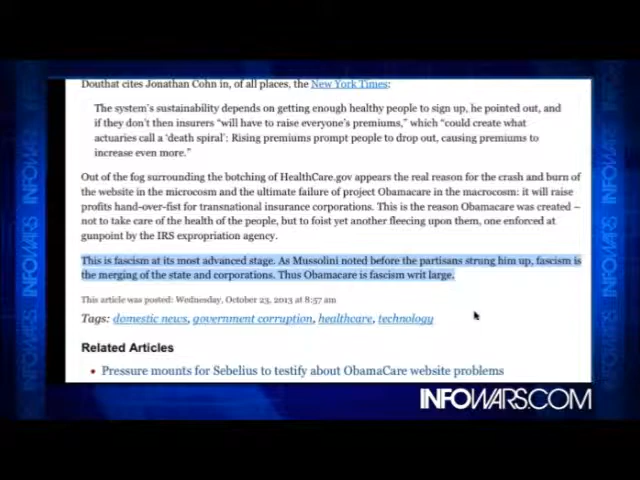 Douthat cites Jonathan Cohn in, of all places, the New York Times:
The system's sustainability depends on getting enough healthy people to sign up, he pointed out, and
if they don't then insurers "will have to raise everyone's premiums," which "could create what
actuaries call a 'death spiral': Rising premiums prompt people to drop out, causing premiums to
increase even more."
Out of the fog surrounding the botching of HealthCare.gov appears the real reason for the crash and burn of
the website in the microcosm and the ultimate failure of project Obamacare in the macrocosm: it will raise
profits hand-over-fist for transnational insurance corporations. This is the reason Obamacare was created –
not to take care of the health of the people, but to foist yet another fleecing upon them, one enforced at
gunpoint by the IRS expropriation agency.
This is fascism at its most advanced stage. As Mussolini noted before the partisans strung him up, fascism is
the merging of the state and corporations. Thus Obamacare is fascism writ large.
This article was posted: Wednesday, October 23, 2013 at 8:57 am
Tags: domestic news, government corruption, healthcare, technology
Related Articles
• Pressure mounts for Sebelius to testify about ObamaCare website problems
INFOWARS.COM
INFOWARS
INFOWARS